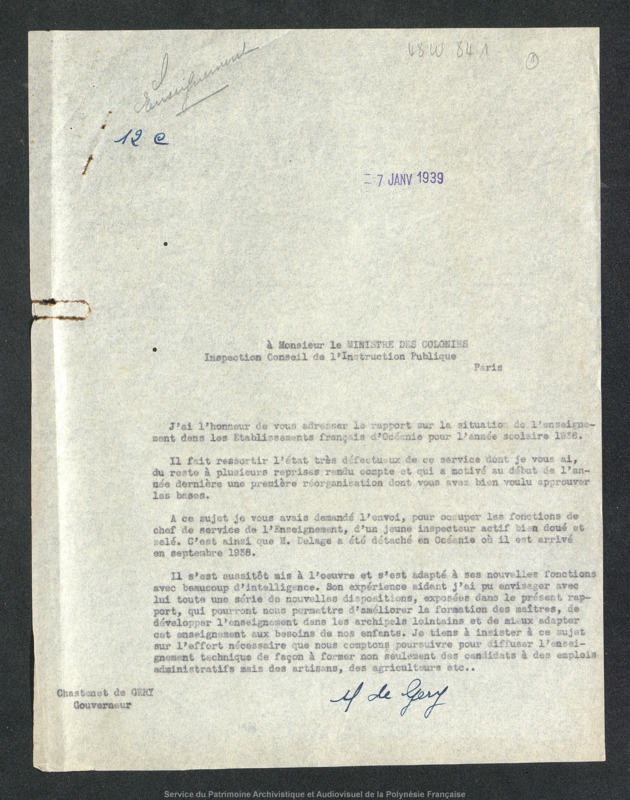 48W 841
1
Enseignement
12 e
7 JANV 1939
à Monsieur le MINISTRE DES COLONIES
Inspection Conseil de l'Instruction Publique
Paris
J'ai l'honneur de vous adresser le rapport sur la situation de l'enseigne-
ment dans les Etablissements français d'Océanie pour l'année scolaire 1938.
Il fait ressortir l'état très défectueux de ce service dont je vous ai,
du reste à plusieurs reprises rendu compte et qui a motivé au début de l'an-
née dernière une première réorganisation dont vous avez bien voulu approuver
les bases.
A ce sujet je vous avais demandé l'envoi, pour occuper les fonctions de
chef de service de l'Enseignement, d'un jeune inspecteur actif bien doué et
zelé. C'est ainsi que M. Delage a été détaché en Océanie où il est arrivé
en septembre 1938.
Il s'est aussitôt mis à l'oeuvre et s'est adapté à ses nouvelles fonctions
avec beaucoup d'intelligence. Son expérience aidant j'ai pu envisager avec
lui toute une série de nouvelles dispositions, exposées dans le présent rap-
port, qui pourront nous permettre d'améliorer la formation des maîtres, de
développer l'enseignement dans les archipels lointains et de mieux adapter
cet enseignement aux besoins de nos enfants. Je tiens à insister à ce sujet
sur l'effort nécessaire que nous comptons poursuivre pour diffuser l'ensei-
gnement technique de façon à former non seulement des candidats à des emplois
administratifs mais des artisans, des agriculteurs etc..
Chastenet de GERY
Gouverneur
de Gery
Service du Patrimoine Archivistique et Audiovisuel de la Polynésie Française